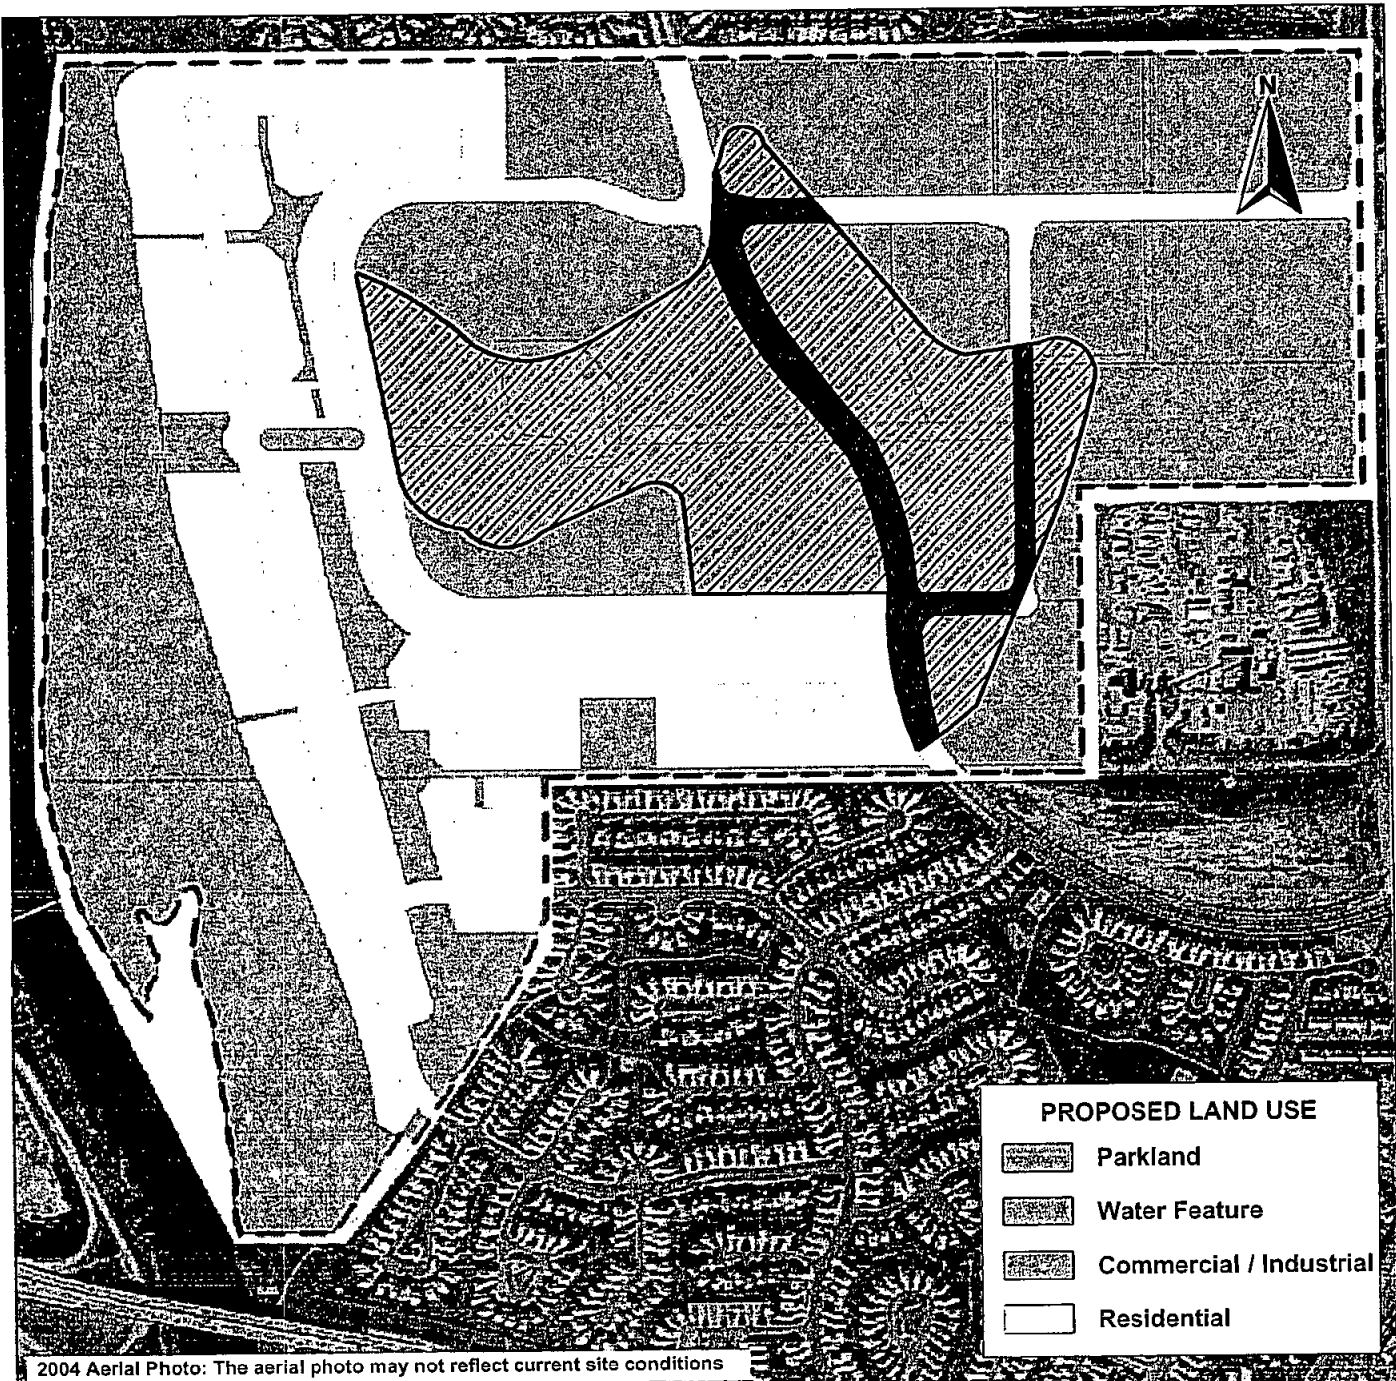 N
PROPOSED LAND USE
Parkland
Water Feature
Commercial / Industrial
Residential
2004 Aerial Photo: The aerial photo may not reflect current site conditions